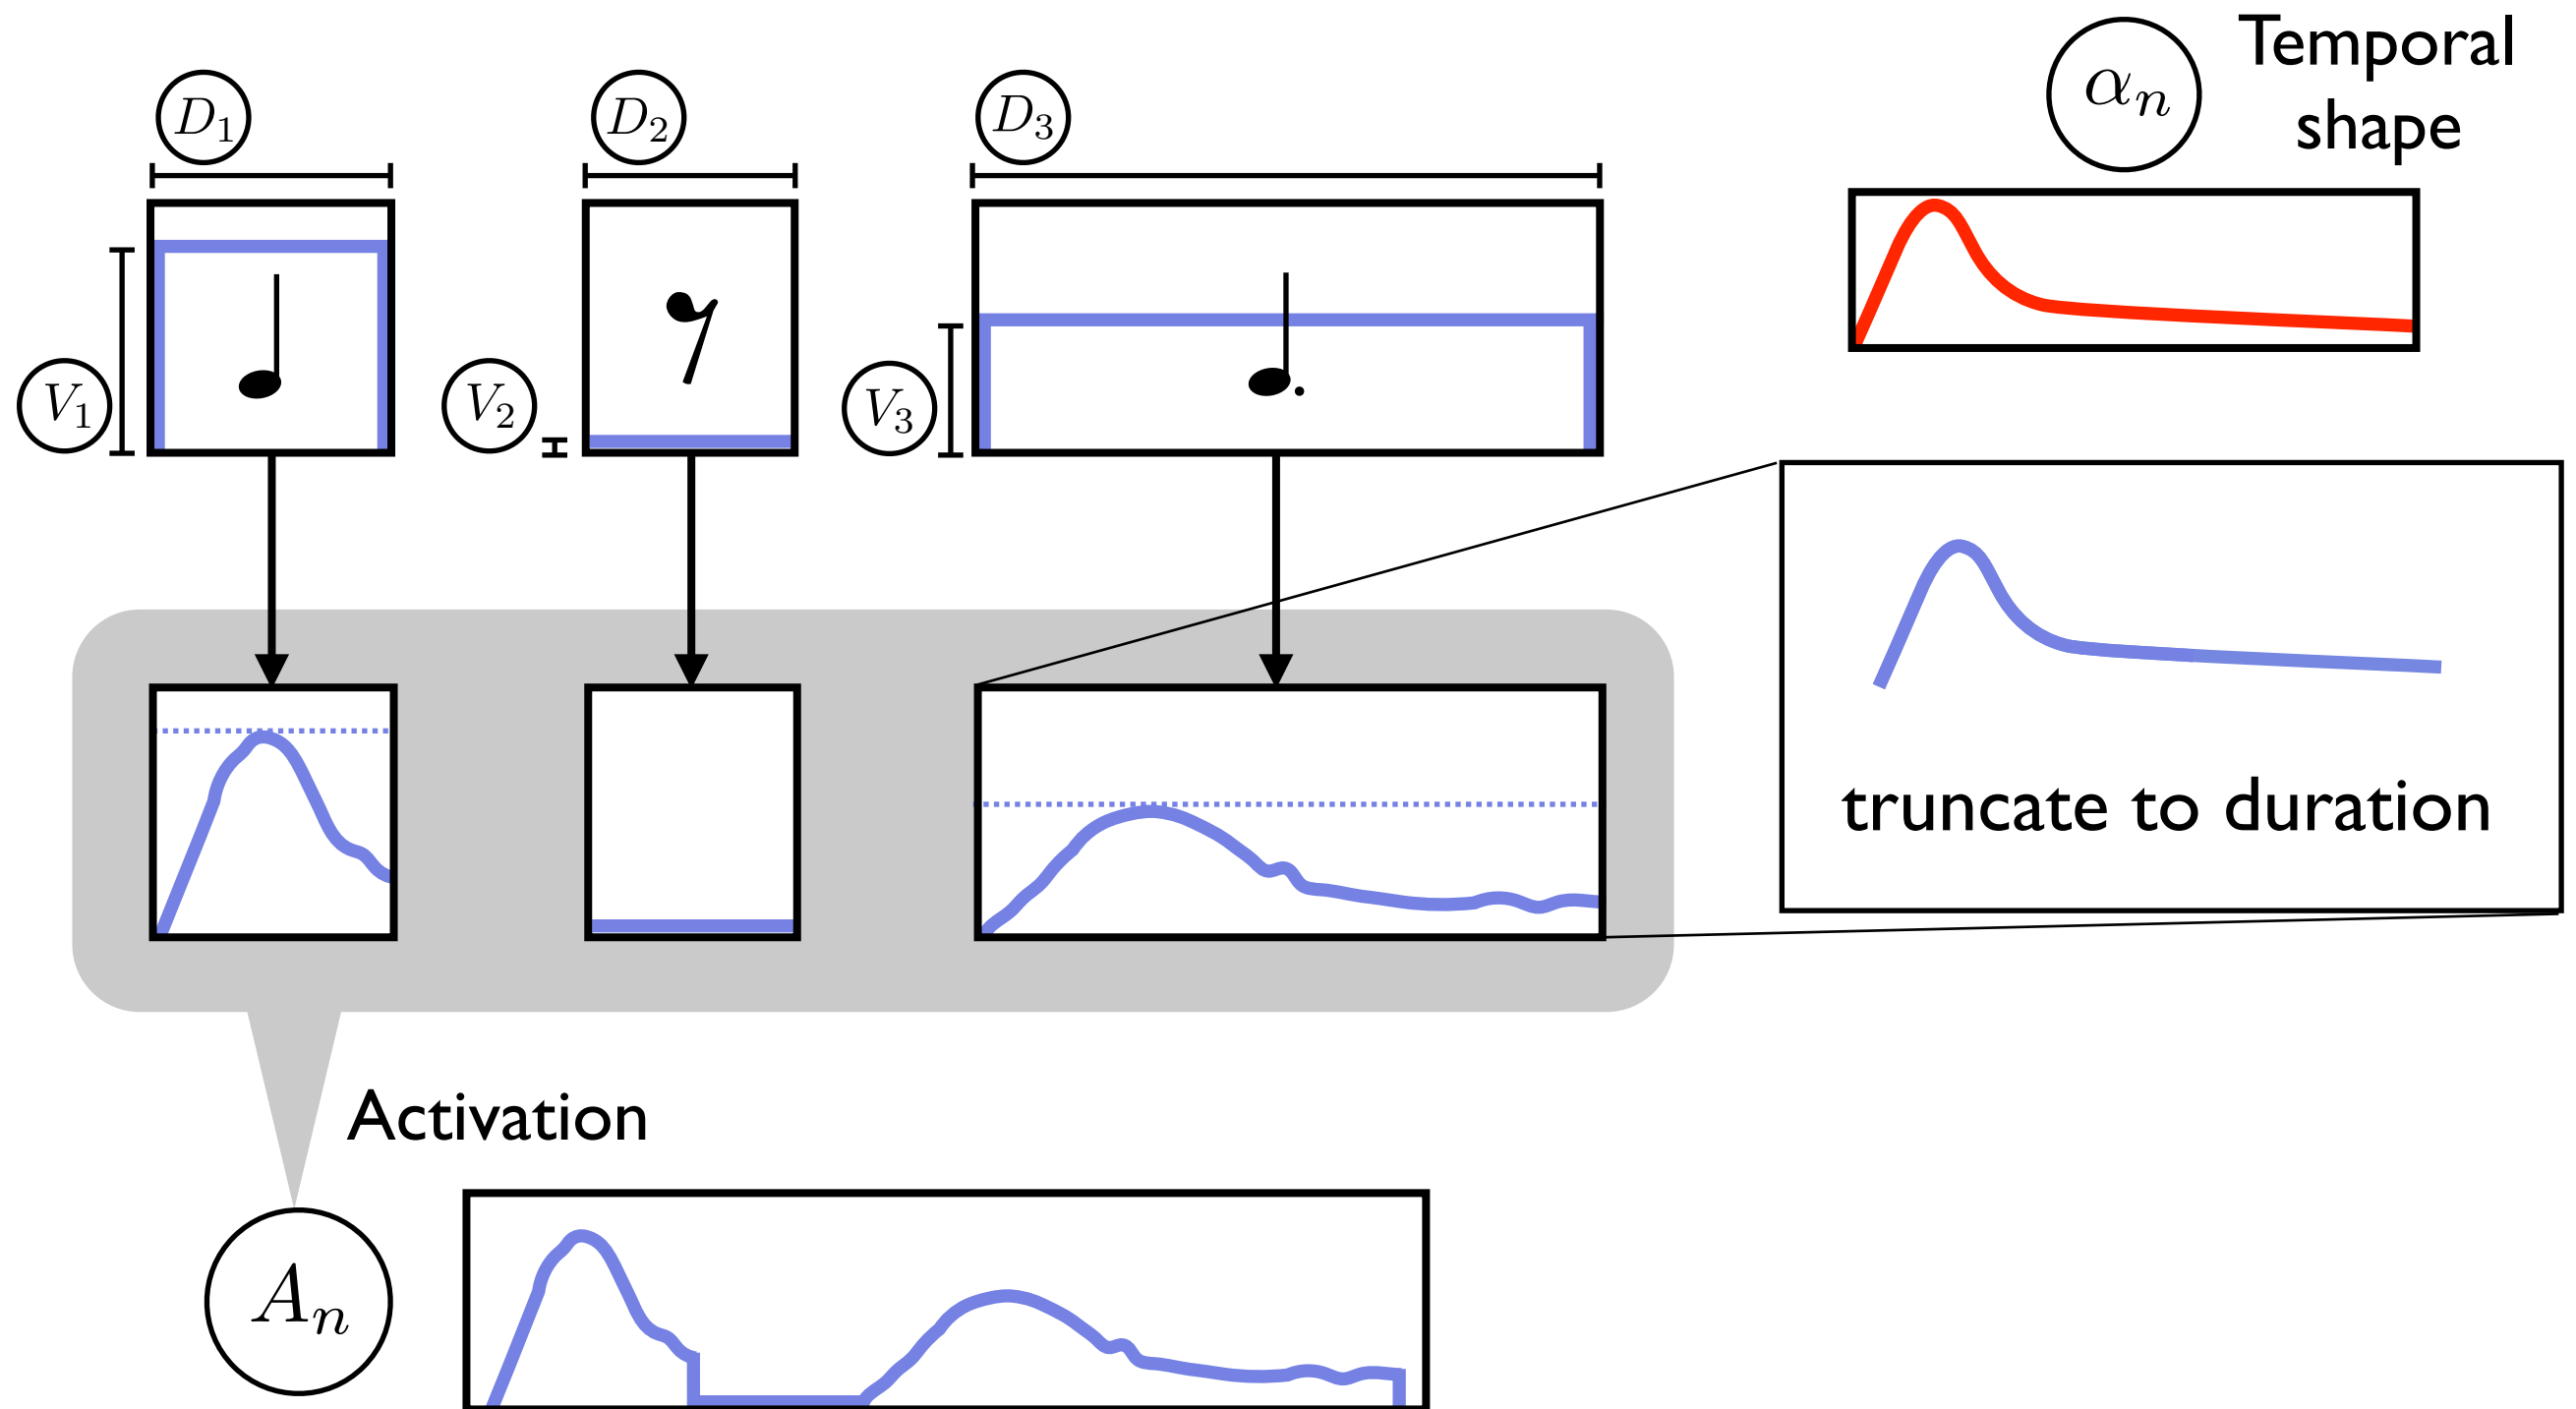 D₁
D₂
D₃
αₙ
Temporal
shape
V₁
V₂
V₃
truncate to duration
Activation
Aₙ